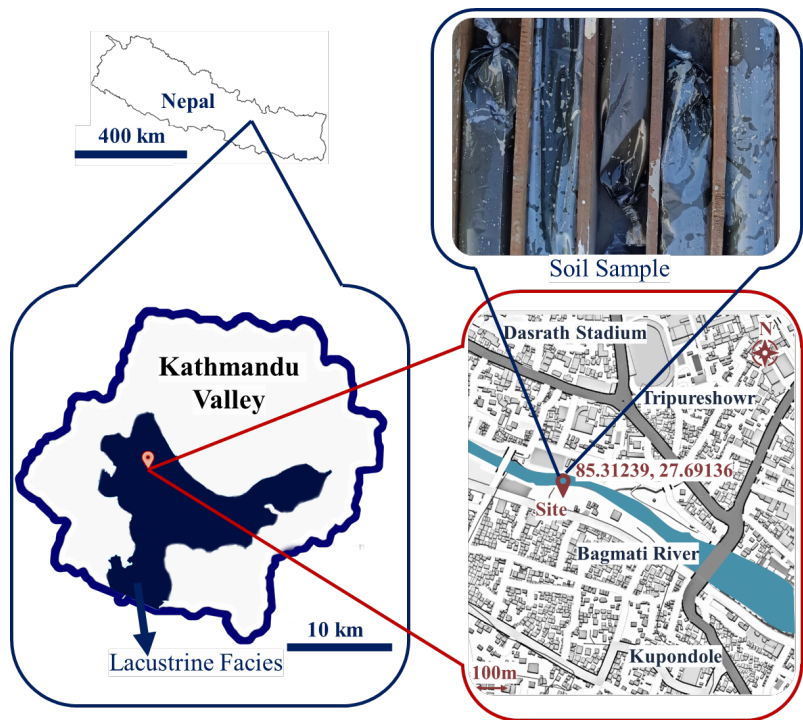 Nepal
400 km
Soil Sample
Kathmandu
Valley
10 km
Lacustrine Facies
Dasrath Stadium
N
Tripureshowr
85.31239, 27.69136
Site
Bagmati River
Kupondole
100m